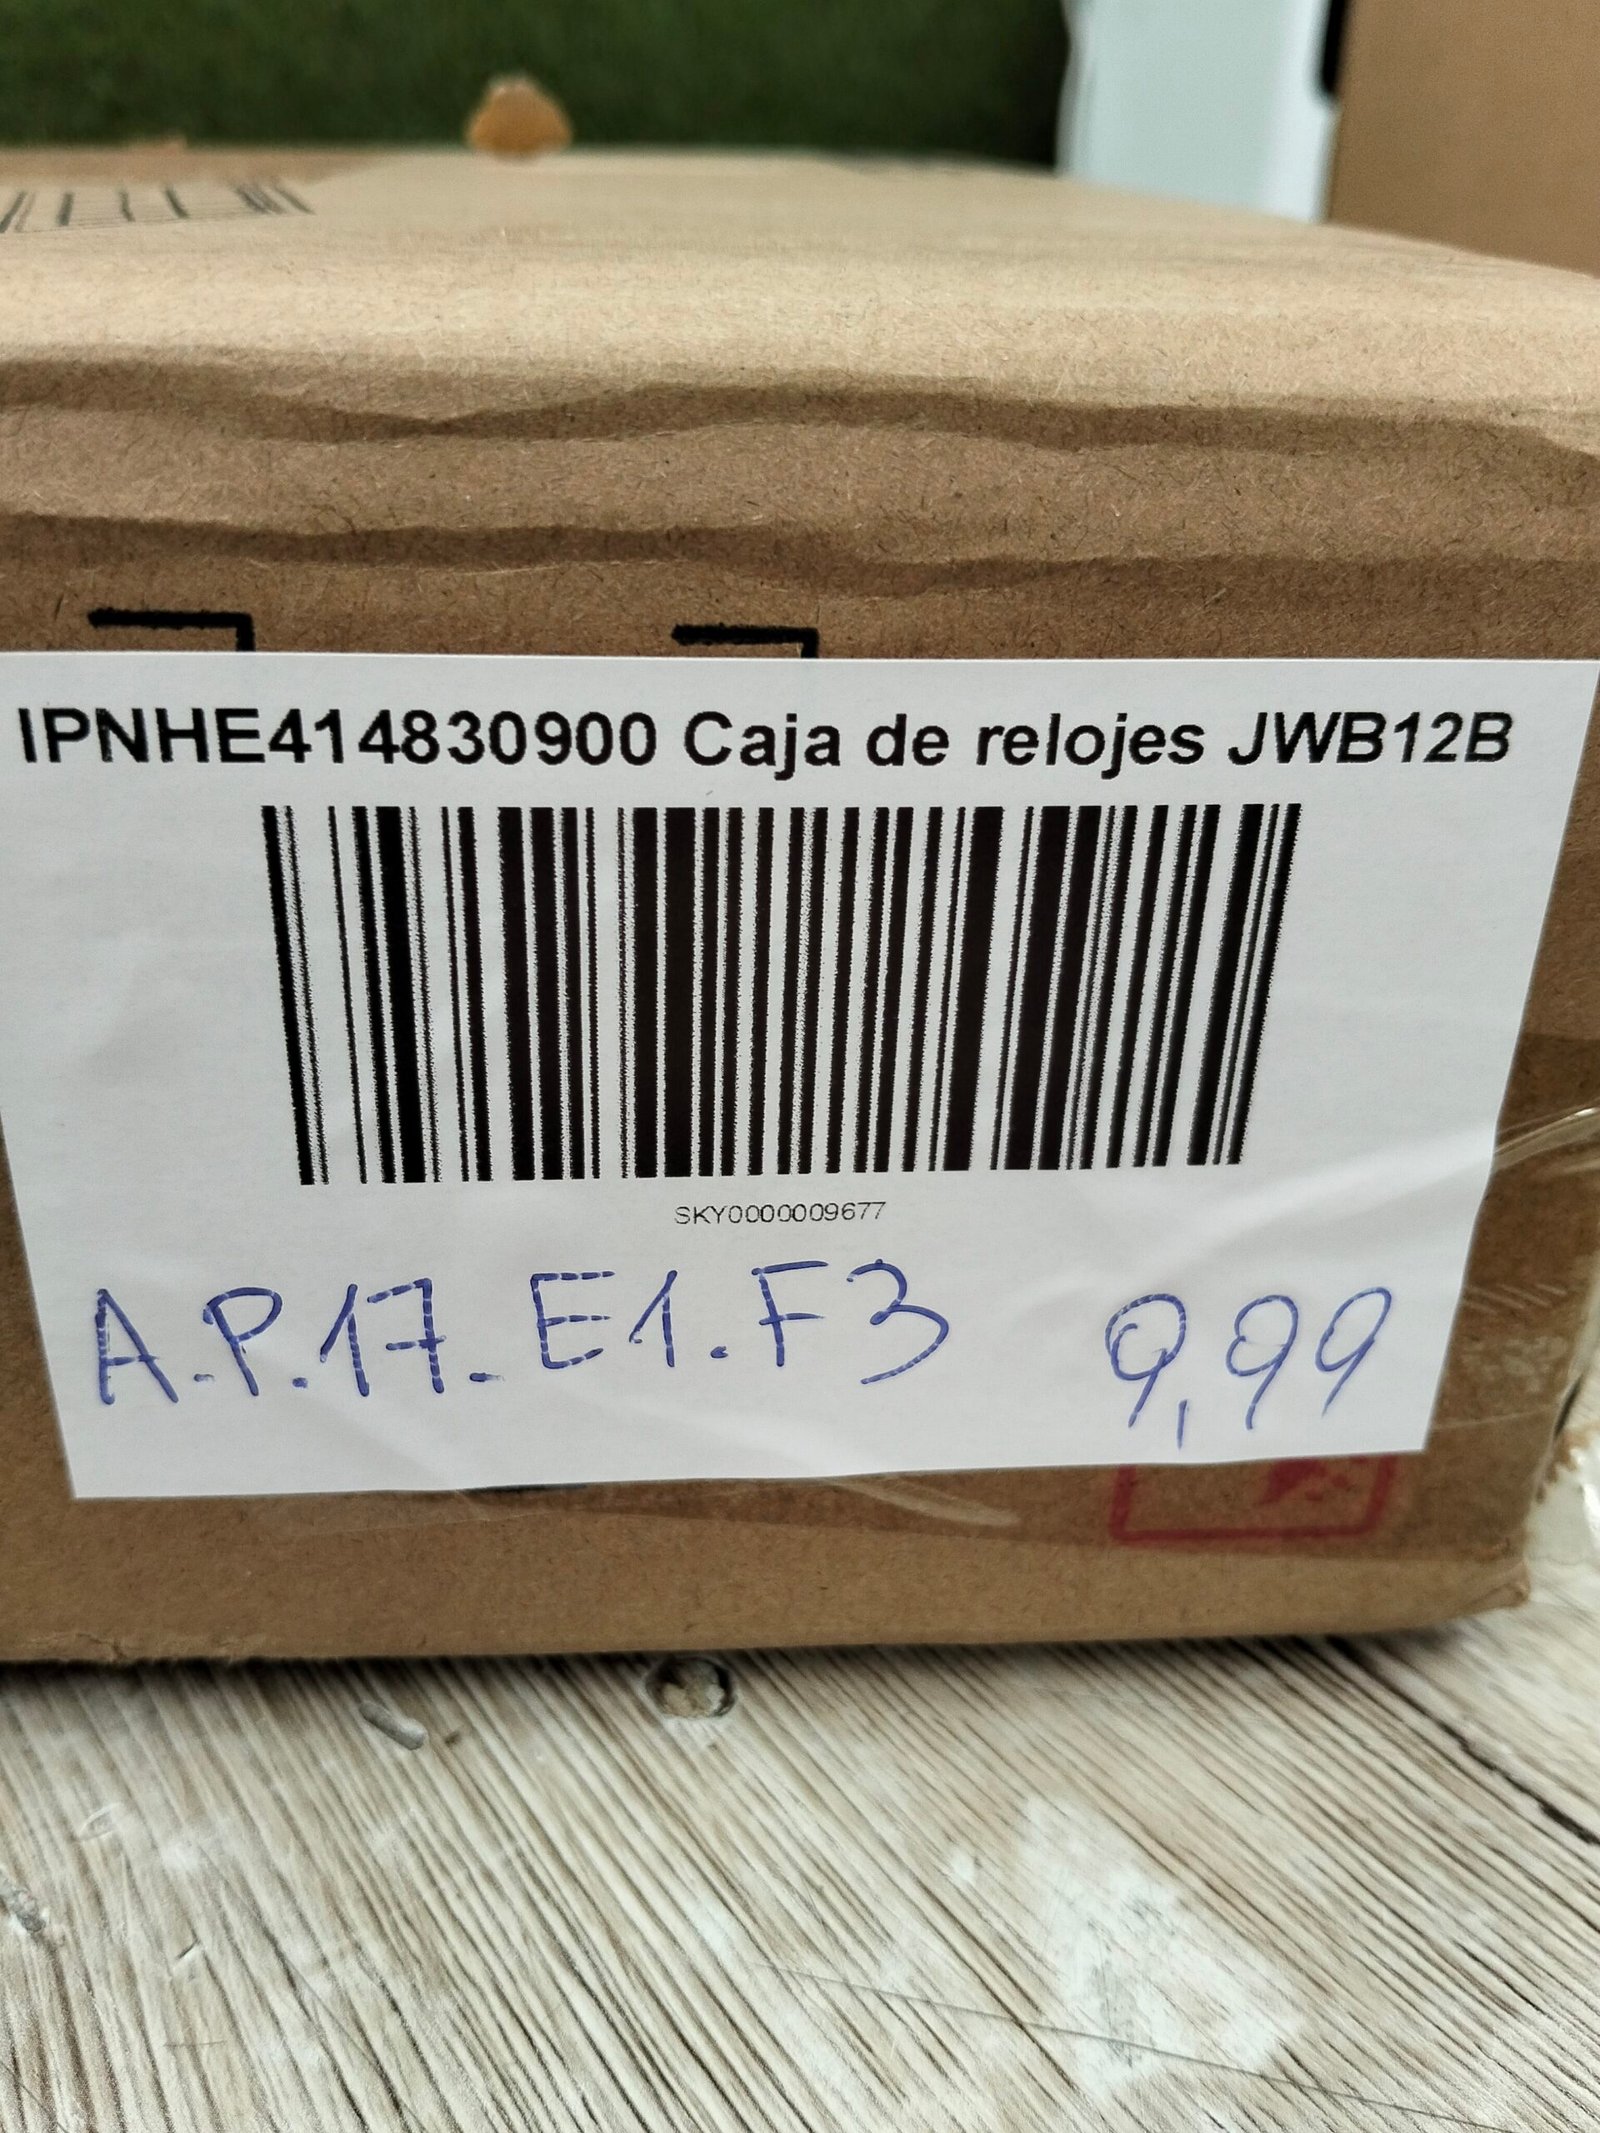 IPNHE414830900 Caja de relojes JWB12B
SKY0000009677
A.P.17.E1.F3 9,99